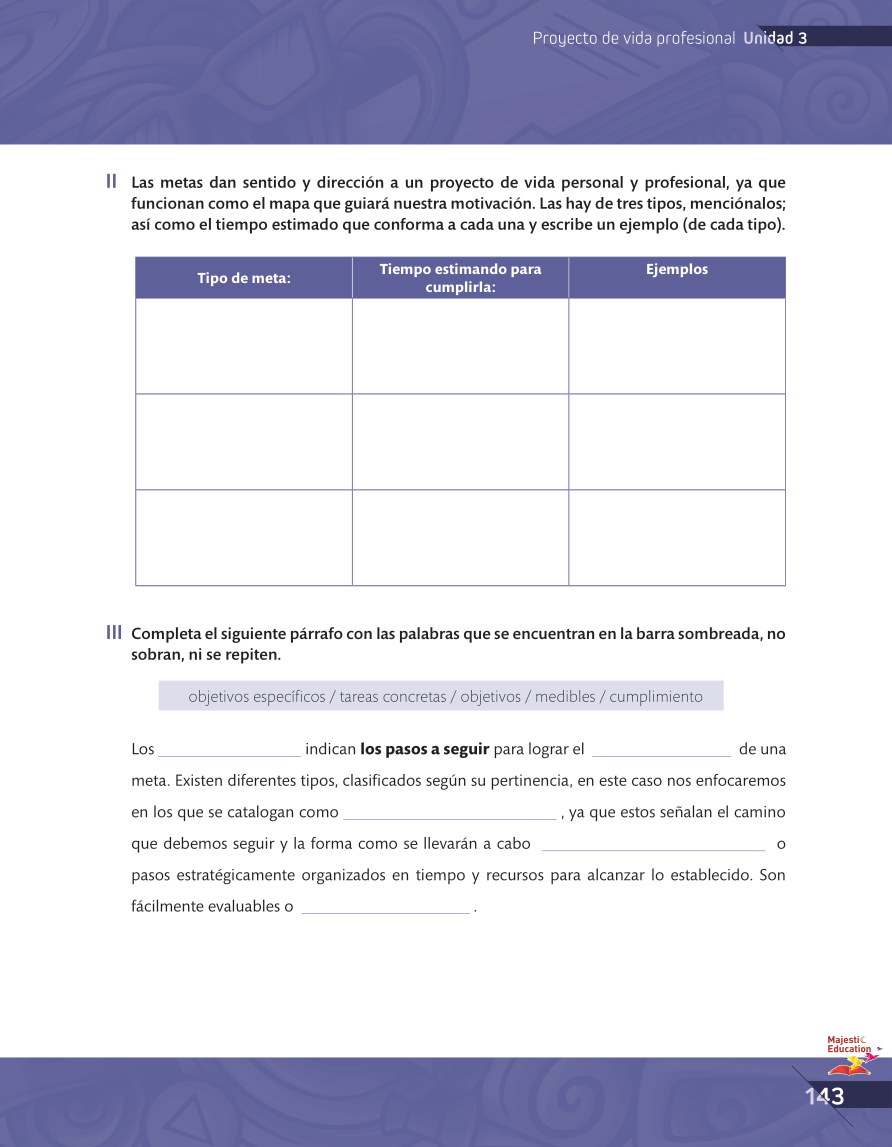 Proyecto de vida profesional Unidad 3
II Las metas dan sentido y dirección a un proyecto de vida personal y profesional, ya que
funcionan como el mapa que guiará nuestra motivación. Las hay de tres tipos, menciónalos;
así como el tiempo estimado que conforma a cada una y escribe un ejemplo (de cada tipo).
Tipo de meta:
Tiempo estimando para
cumplirla:
Ejemplos
III Completa el siguiente párrafo con las palabras que se encuentran en la barra sombreada, no
sobran, ni se repiten.
objetivos específicos / tareas concretas / objetivos / medibles / cumplimiento
Los indican los pasos a seguir para lograr el de una
meta. Existen diferentes tipos, clasificados según su pertinencia, en este caso nos enfocaremos
en los que se catalogan como , ya que estos señalan el camino
que debemos seguir y la forma como se llevarán a cabo o
pasos estratégicamente organizados en tiempo y recursos para alcanzar lo establecido. Son
fácilmente evaluables o .
Majestic
Education
143